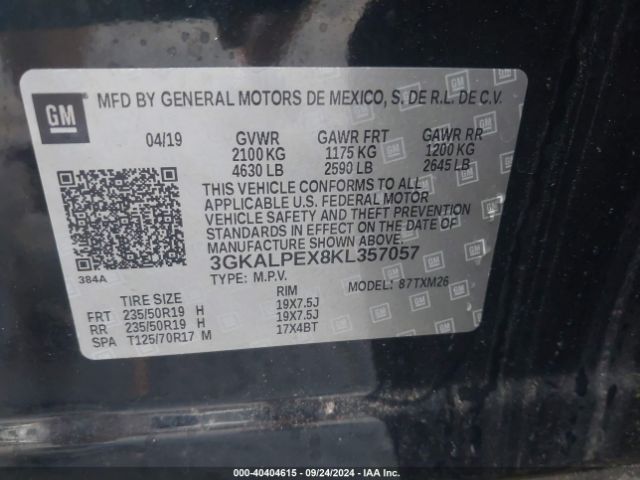 GM
MFD BY GENERAL MOTORS DE MEXICO, S. DE R.L. DE C.V.
04/19 GVWR GAWR FRT GAWR RR
2100 KG 1175 KG 1200 KG
4630 LB 2590 LB 2645 LB
THIS VEHICLE CONFORMS TO ALL
APPLICABLE U.S. FEDERAL MOTOR
VEHICLE SAFETY AND THEFT PREVENTION
STANDARDS IN EFFECT ON THE DATE OF
MANUFACTURE SHOWN ABOVE.
3GKALPEX8KL357057
384A TYPE: M.P.V. MODEL: 87TXM26
TIRE SIZE RIM
FRT 235/50R19 H 19X7.5J
RR 235/50R19 H 19X7.5J
SPA T125/70R17 M 17X4BT
000-40404615 - 09/24/2024 - IAA Inc.